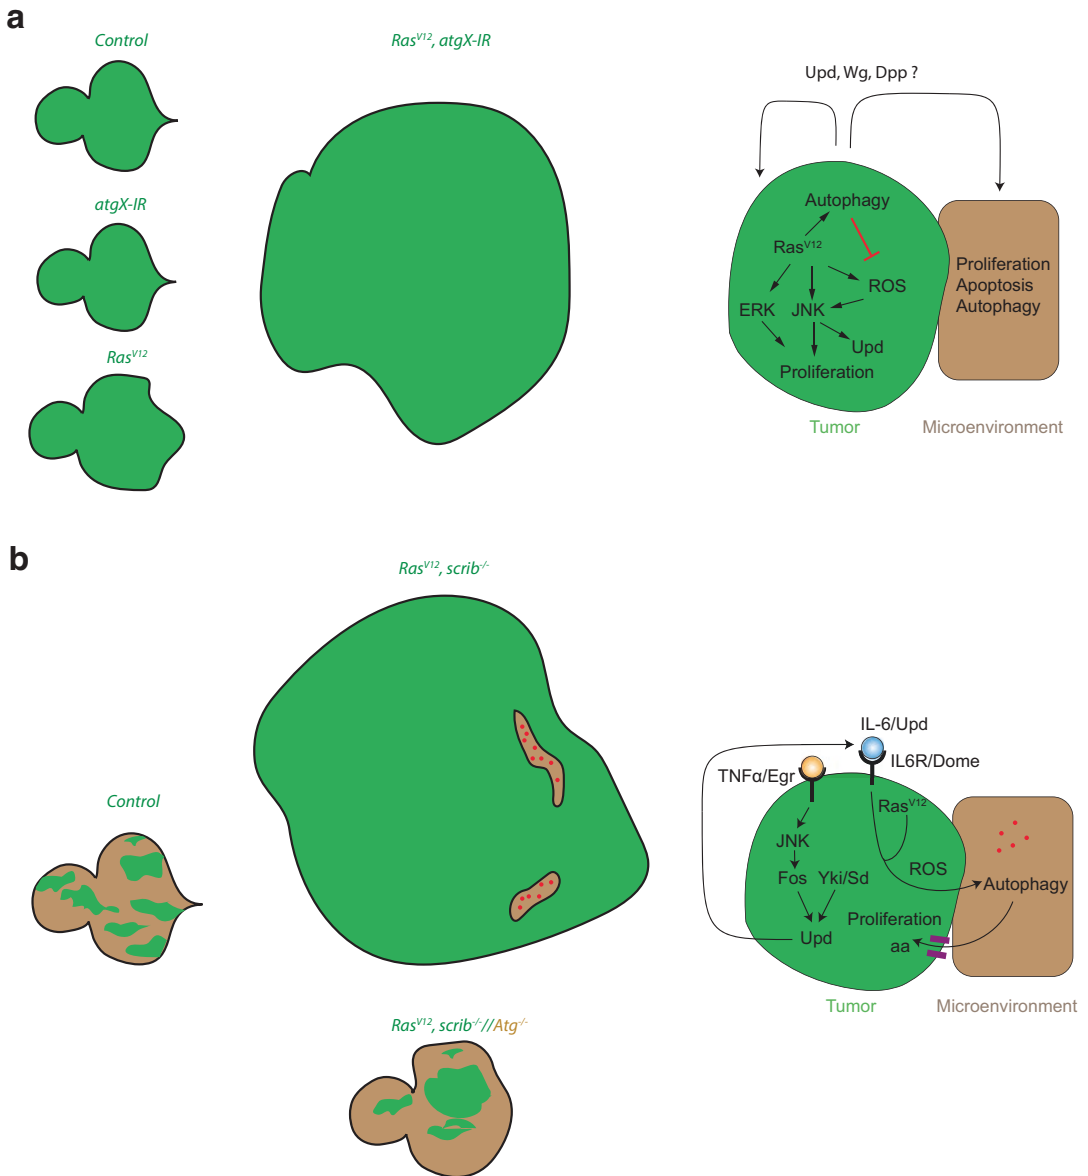 a
Control
Ras^V12, atgX-IR
atgX-IR
Ras^V12
Upd, Wg, Dpp ?
Autophagy
Ras^V12
ROS
ERK
JNK
Upd
Proliferation
Proliferation
Apoptosis
Autophagy
Tumor
Microenvironment
b
Ras^V12, scrib^-/-
Control
Ras^V12, scrib^-/-//Atg^-/-
IL-6/Upd
TNFα/Egr
IL6R/Dome
Ras^V12
JNK
Fos
Yki/Sd
ROS
Autophagy
Proliferation
Upd
aa
Tumor
Microenvironment